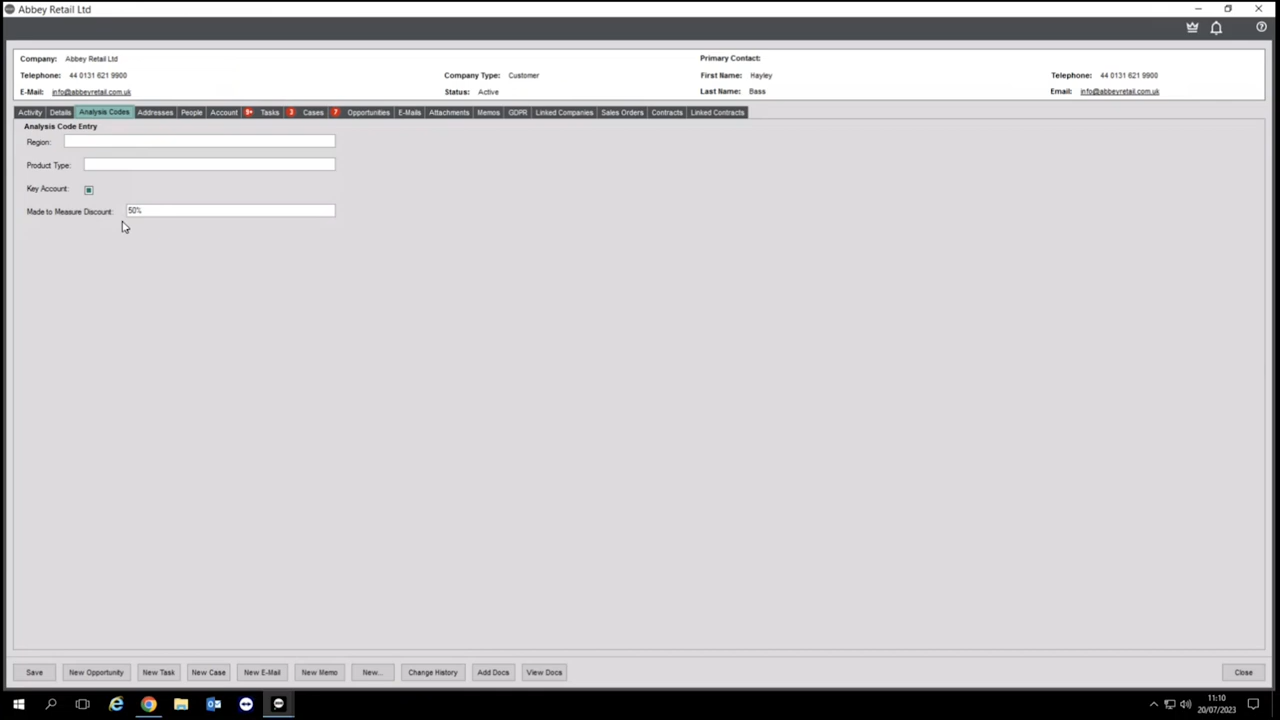 Abbey Retail Ltd
Company: Abbey Retail Ltd
Primary Contact:
Telephone: 44 0131 621 9900
Company Type: Customer
First Name: Hayley
Telephone: 44 0131 621 9900
E-Mail: info@abbeyretail.com.uk
Status: Active
Last Name: Bass
Email: info@abbeyretail.com.uk
Activity Details Analysis Codes Addresses People Account 9+ Tasks 3 Cases 7 Opportunities E-Mails Attachments Memos GDPR Linked Companies Sales Orders Contracts Linked Contracts
Analysis Code Entry
Region:
Product Type:
Key Account:
Made to Measure Discount: 50%
Save New Opportunity New Task New Case New E-Mail New Memo New... Change History Add Docs View Docs Close
11:10
20/07/2023